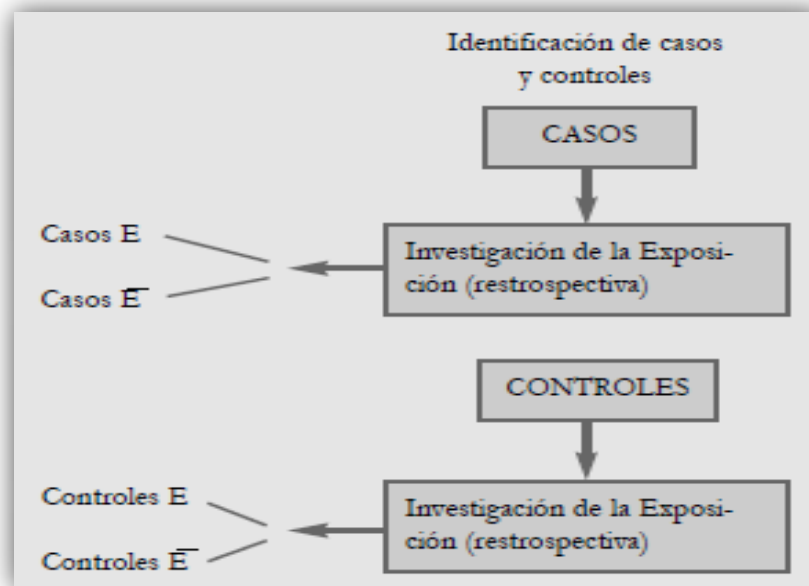 Identificación de casos
y controles
CASOS
Casos E
Casos E̅
Investigación de la Exposi-
ción (restrospectiva)
CONTROLES
Controles E
Controles E̅
Investigación de la Exposi-
ción (restrospectiva)